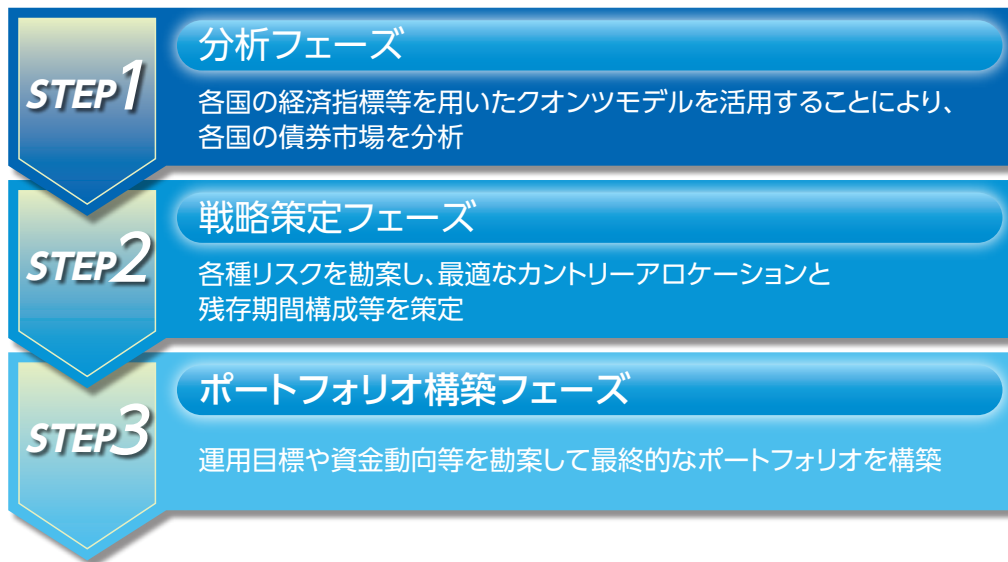 STEP1
分析フェーズ
各国の経済指標等を用いたクオンツモデルを活用することにより、
各国の債券市場を分析
STEP2
戦略策定フェーズ
各種リスクを勘案し、最適なカントリーアロケーションと
残存期間構成等を策定
STEP3
ポートフォリオ構築フェーズ
運用目標や資金動向等を勘案して最終的なポートフォリオを構築